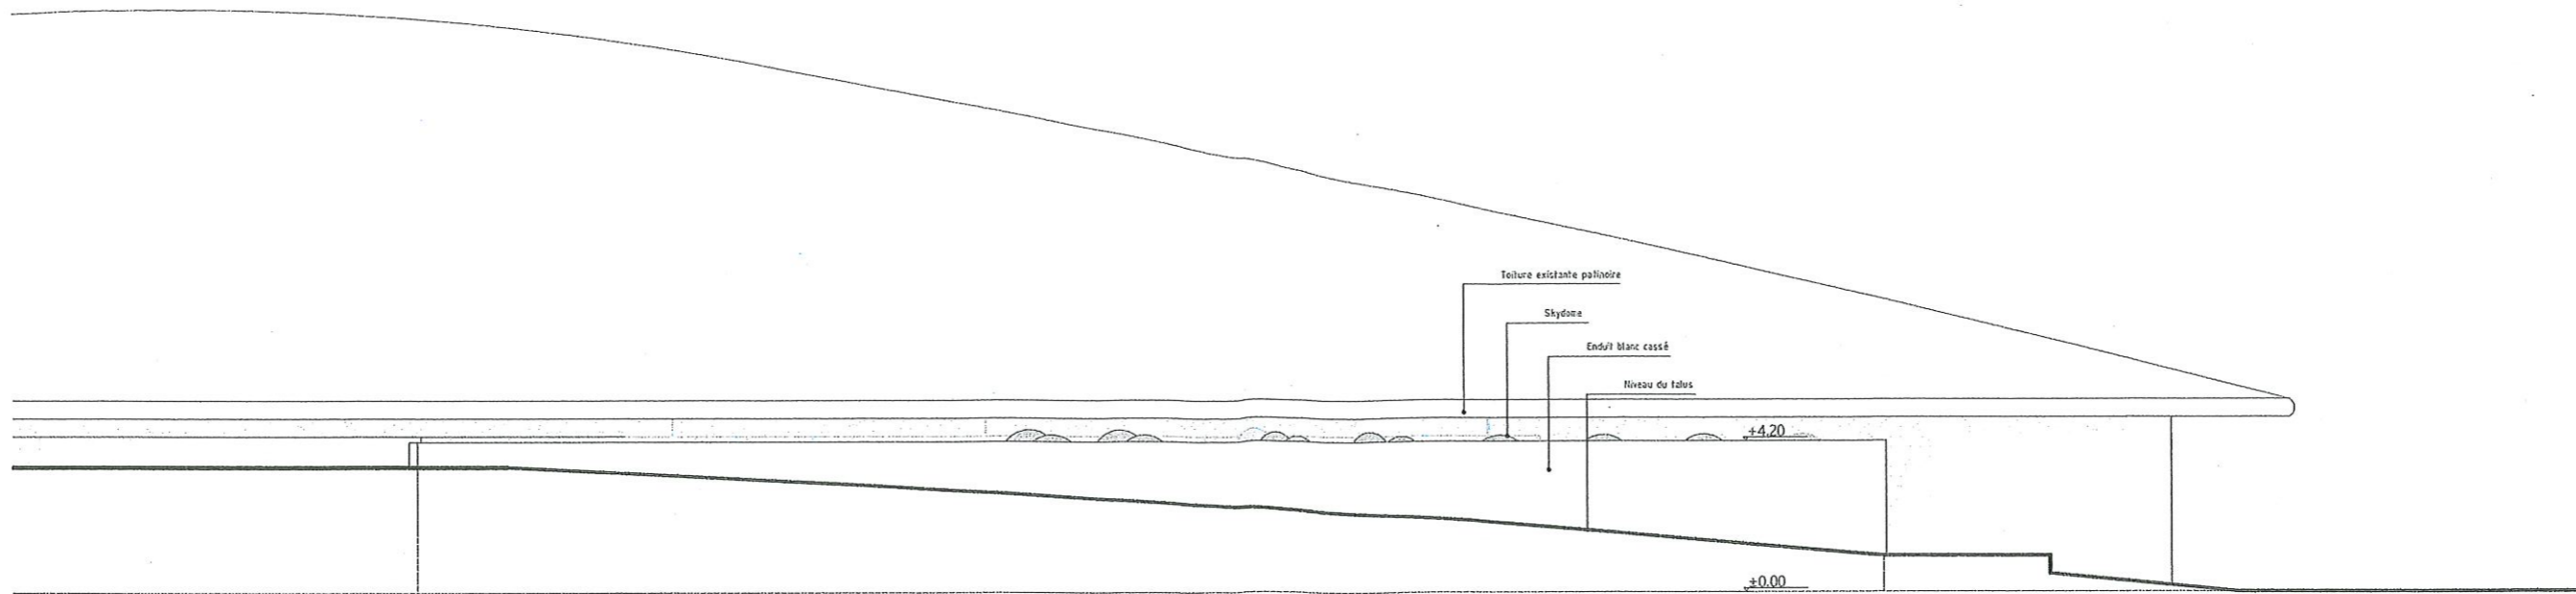 Toiture existante patinoire
Skydome
Enduit blanc cassé
Niveau du talus
+4.20
±0.00